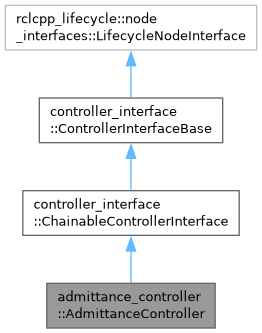 rclcpp_lifecycle::node
_interfaces::LifecycleNodeInterface
controller_interface
::ControllerInterfaceBase
controller_interface
::ChainableControllerInterface
admittance_controller
::AdmittanceController